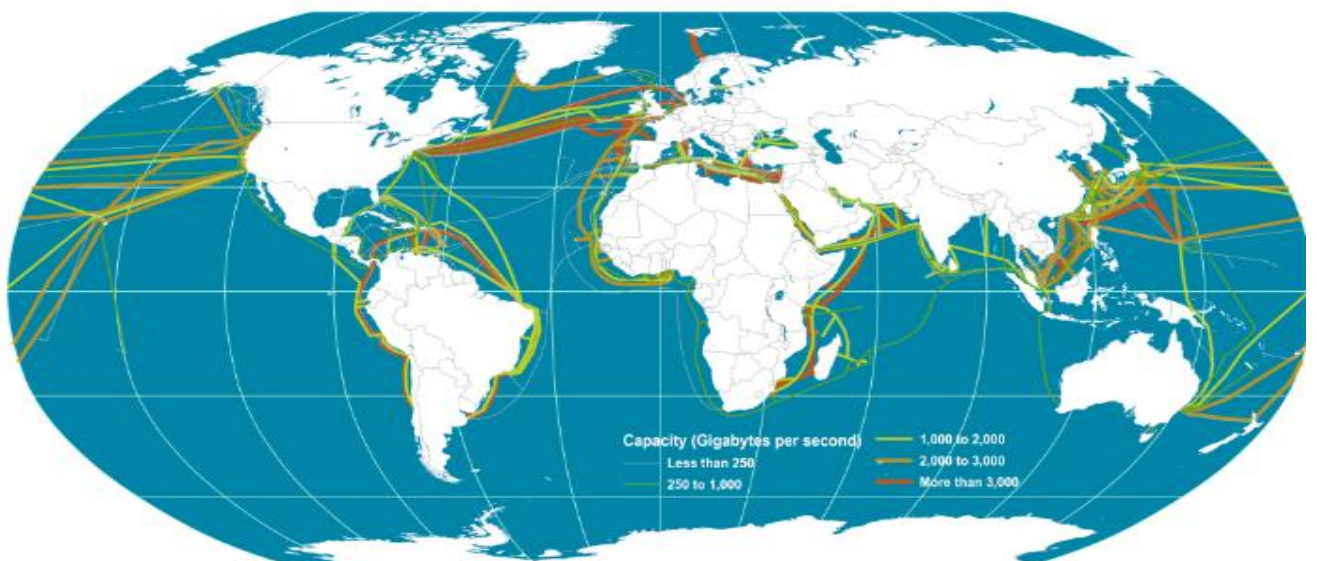 Capacity (Gigabytes per second)
Less than 250
250 to 1,000
1,000 to 2,000
2,000 to 3,000
More than 3,000